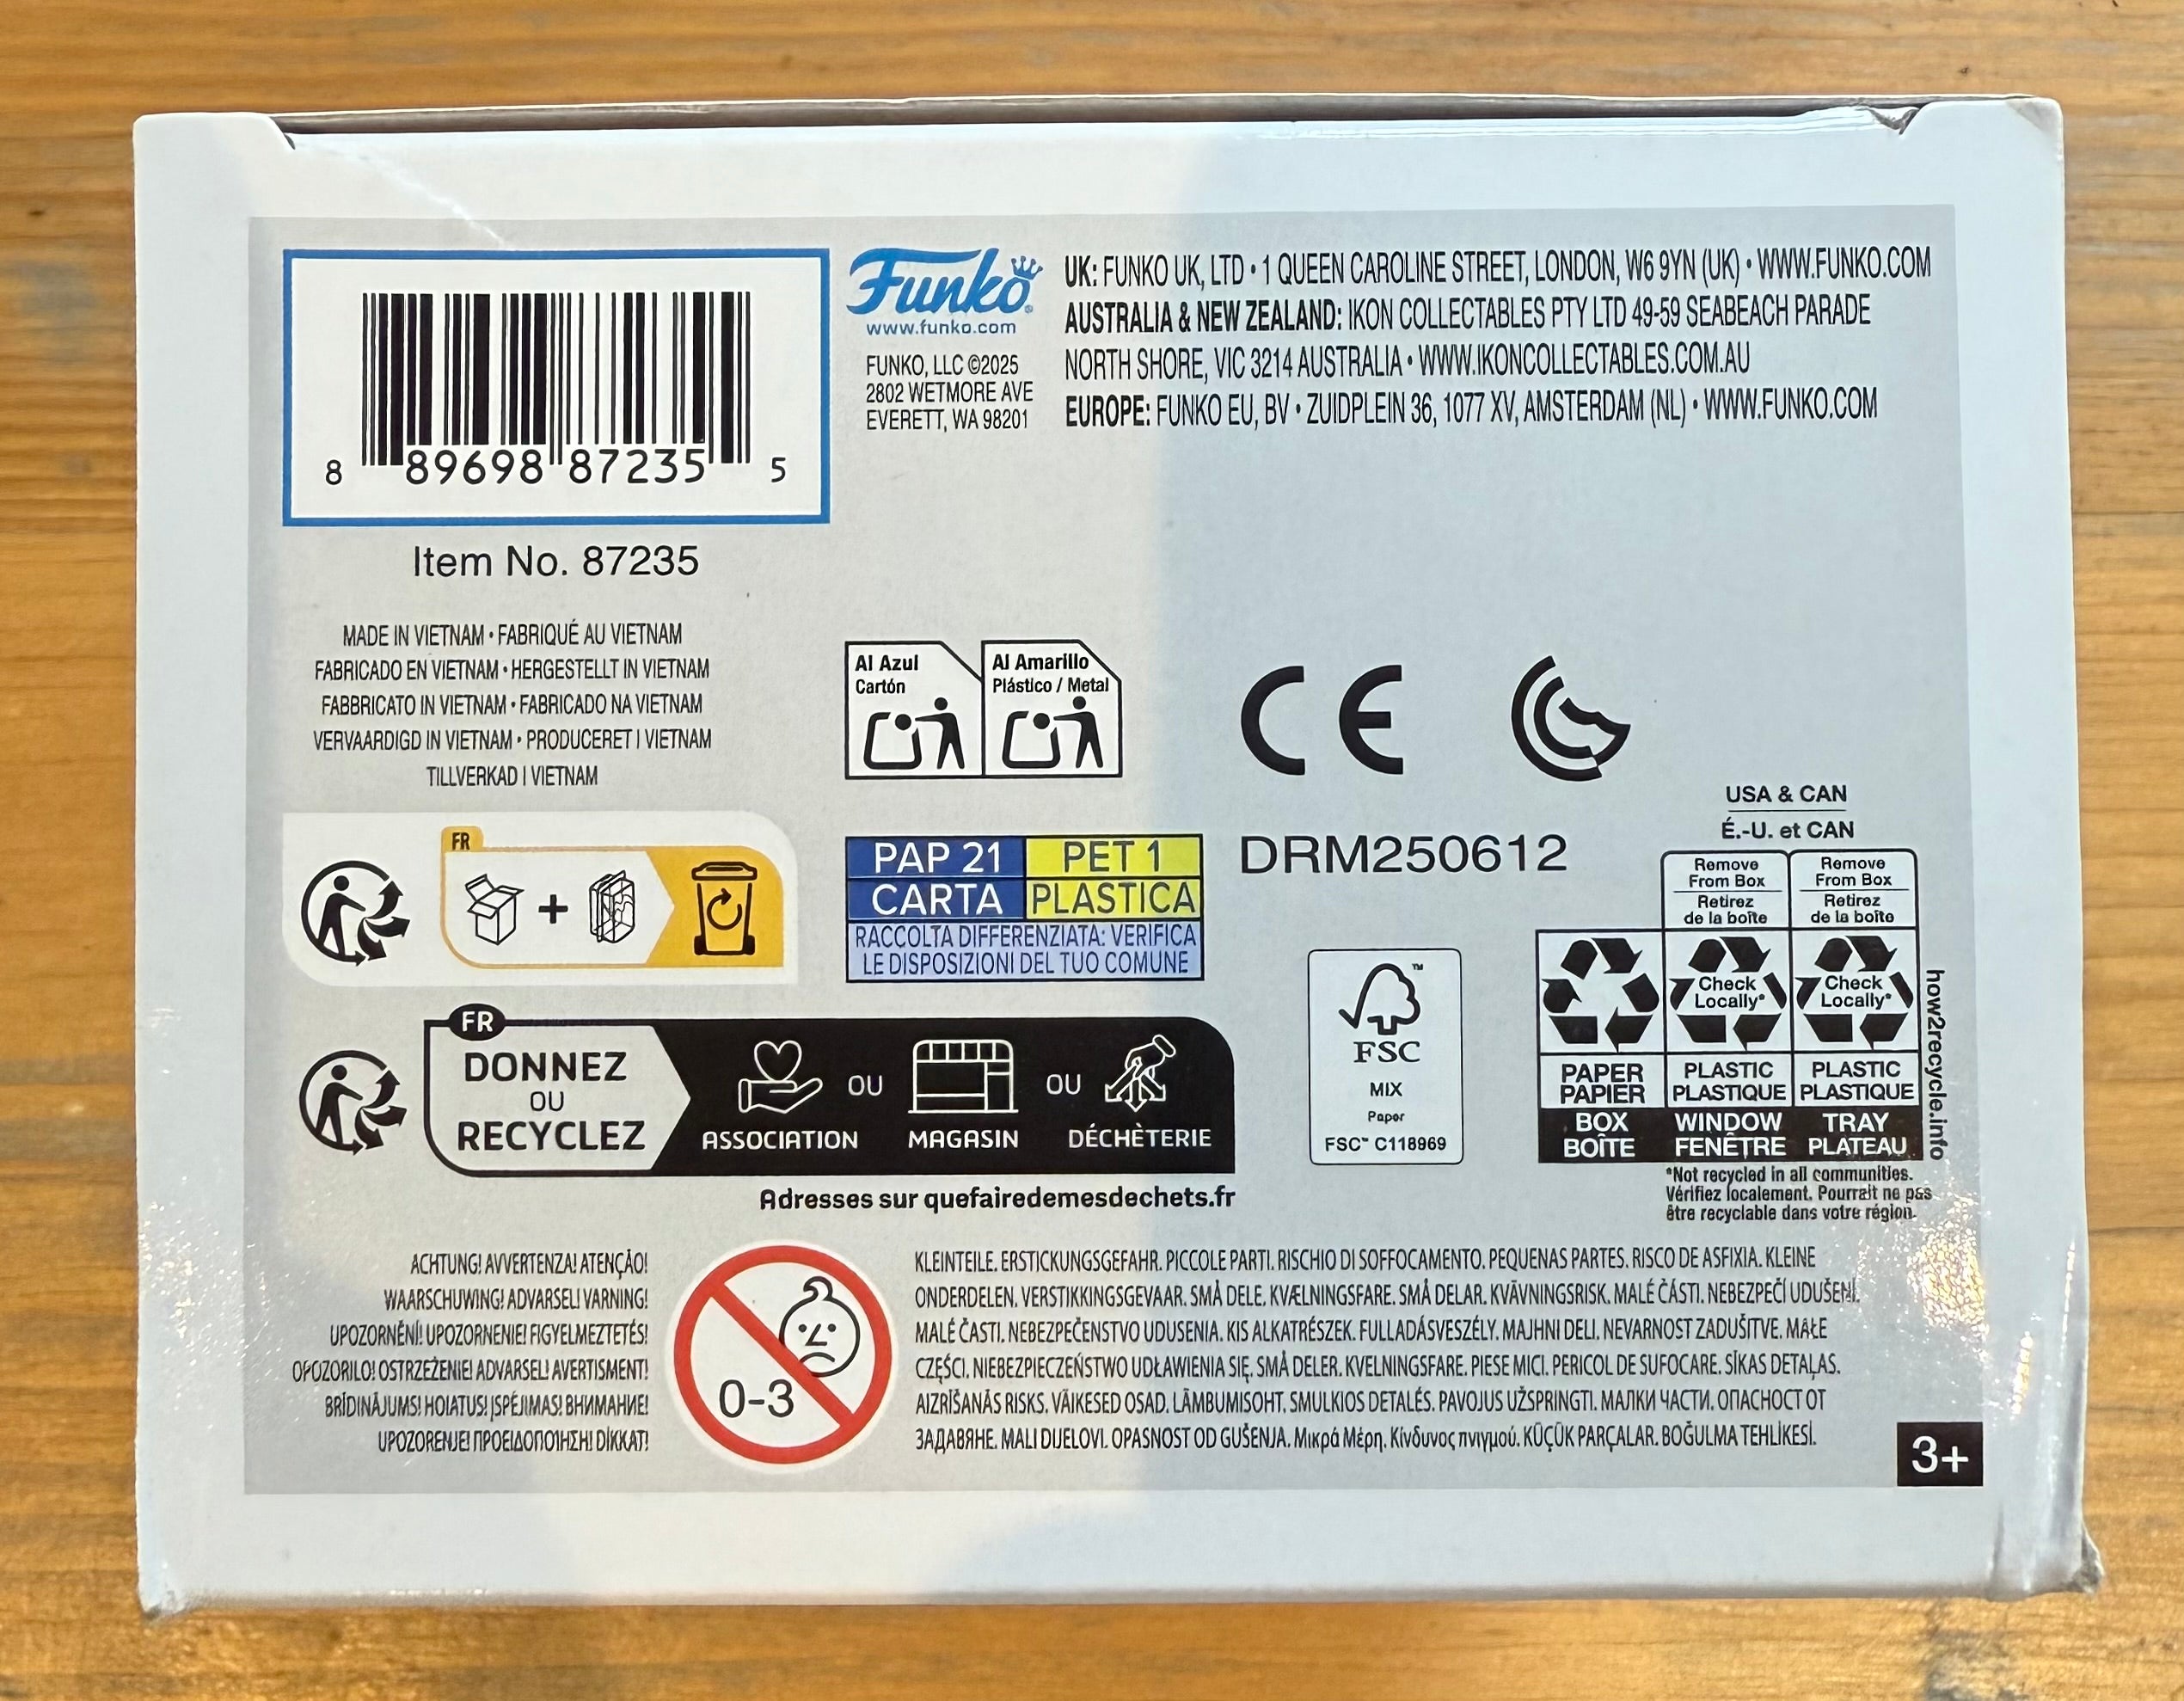 8 89698 87235 5
Item No. 87235
Funko
www.funko.com
FUNKO, LLC ©2025
2802 WETMORE AVE
EVERETT, WA 98201
UK: FUNKO UK, LTD • 1 QUEEN CAROLINE STREET, LONDON, W6 9YN (UK) • WWW.FUNKO.COM
AUSTRALIA & NEW ZEALAND: IKON COLLECTABLES PTY LTD 49-59 SEABEACH PARADE
NORTH SHORE, VIC 3214 AUSTRALIA • WWW.IKONCOLLECTABLES.COM.AU
EUROPE: FUNKO EU, BV • ZUIDPLEIN 36, 1077 XV, AMSTERDAM (NL) • WWW.FUNKO.COM
MADE IN VIETNAM • FABRIQUÉ AU VIETNAM
FABRICADO EN VIETNAM • HERGESTELLT IN VIETNAM
FABBRICATO IN VIETNAM • FABRICADO NA VIETNAM
VERVAARDIGD IN VIETNAM • PRODUCERET I VIETNAM
TILLVERKAD I VIETNAM
Al Azul
Cartón
Al Amarillo
Plástico / Metal
CE
FR
+
PAP 21
PET 1
CARTA
PLASTICA
RACCOLTA DIFFERENZIATA: VERIFICA
LE DISPOSIZIONI DEL TUO COMUNE
DRM250612
USA & CAN
É.-U. et CAN
Remove
From Box
Retirez
de la boîte
Remove
From Box
Retirez
de la boîte
Check
Locally*
Check
Locally*
PAPER
PAPIER
PLASTIC
PLASTIQUE
PLASTIC
PLASTIQUE
BOX
BOÎTE
WINDOW
FENÊTRE
TRAY
PLATEAU
how2recycle.info
*Not recycled in all communities.
Vérifiez localement. Pourrait ne pas
être recyclable dans votre région.
FSC™
MIX
Paper
FSC™ C118969
FR
DONNEZ
OU
RECYCLEZ
ASSOCIATION
OU
MAGASIN
OU
DÉCHÈTERIE
Adresses sur quefairedemesdechets.fr
ACHTUNG! AVVERTENZA! ATENÇÃO!
WAARSCHUWING! ADVARSEL! VARNING!
UPOZORNĚNÍ! UPOZORNENIE! FIGYELMEZTETÉS!
OPOZORILO! OSTRZEŻENIE! ADVARSEL! AVERTISMENT!
BRĪDINĀJUMS! HOIATUS! ĮSPĖJIMAS! ВНИМАНИЕ!
UPOZORENJE! ΠΡΟΕΙΔΟΠΟΙΗΣΗ! DİKKAT!
0-3
KLEINTEILE. ERSTICKUNGSGEFAHR. PICCOLE PARTI. RISCHIO DI SOFFOCAMENTO. PEQUENAS PARTES. RISCO DE ASFIXIA. KLEINE
ONDERDELEN. VERSTIKKINGSGEVAAR. SMÅ DELE. KVÆLNINGSFARE. SMÅ DELAR. KVÄVNINGSRISK. MALÉ ČÁSTI. NEBEZPEČÍ UDUŠENÍ.
MALÉ ČASTI. NEBEZPEČENSTVO UDUSENIA. KIS ALKATRÉSZEK. FULLADÁSVESZÉLY. MAJHNI DELI. NEVARNOST ZADUŠITVE. MAŁE
CZĘŚCI. NIEBEZPIECZEŃSTWO UDŁAWIENIA SIĘ. SMÅ DELER. KVELNINGSFARE. PIESE MICI. PERICOL DE SUFOCARE. SĪKAS DETAĻAS.
AIZRĪŠANĀS RISKS. VÄIKESED OSAD. LÄMBUMISOHT. SMULKIOS DETALĖS. PAVOJUS UŽSPRINGTI. МАЛКИ ЧАСТИ. ОПАСНОСТ ОТ
ЗАДАВЯНЕ. MALI DIJELOVI. OPASNOST OD GUŠENJA. Μικρά Μέρη. Κίνδυνος πνιγμού. KÜÇÜK PARÇALAR. BOĞULMA TEHLİKESİ.
3+